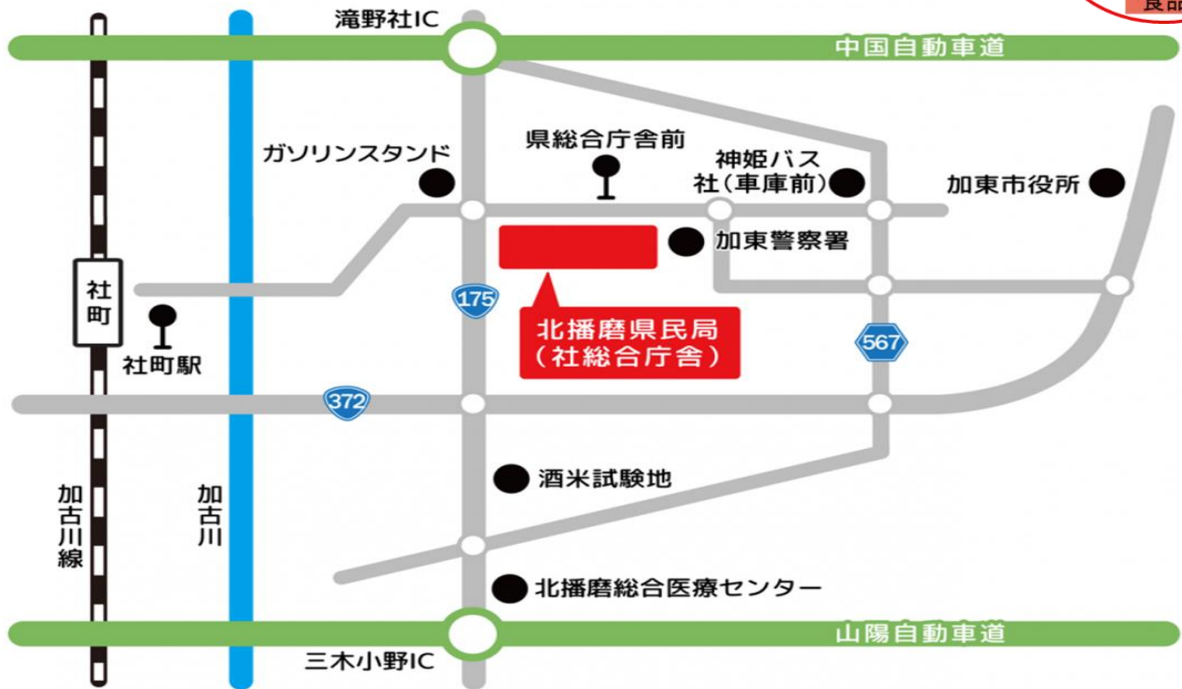 食品
滝野社IC
中国自動車道
ガソリンスタンド
県総合庁舎前
神姫バス
社(車庫前)
加東市役所
加東警察署
社町
175
北播磨県民局
(社総合庁舎)
567
社町駅
372
酒米試験地
加古川線
加古川
北播磨総合医療センター
山陽自動車道
三木小野IC